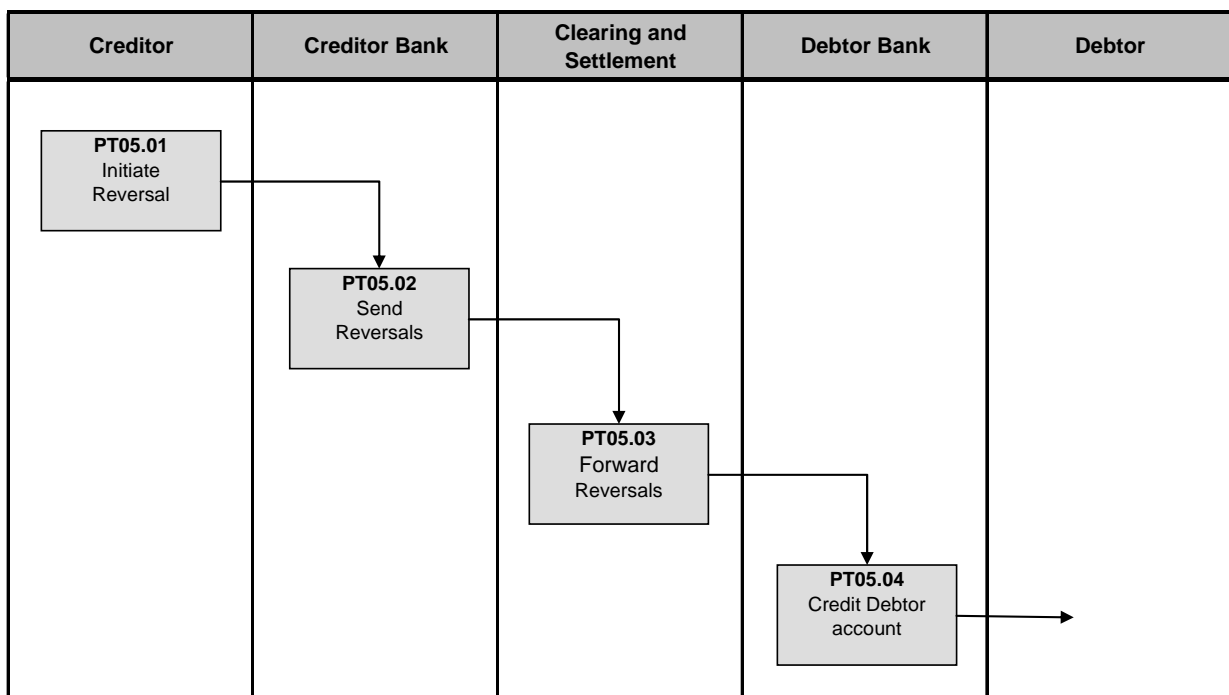 Creditor
Creditor Bank
Clearing and
Settlement
Debtor Bank
Debtor
PT05.01
Initiate
Reversal
PT05.02
Send
Reversals
PT05.03
Forward
Reversals
PT05.04
Credit Debtor
account